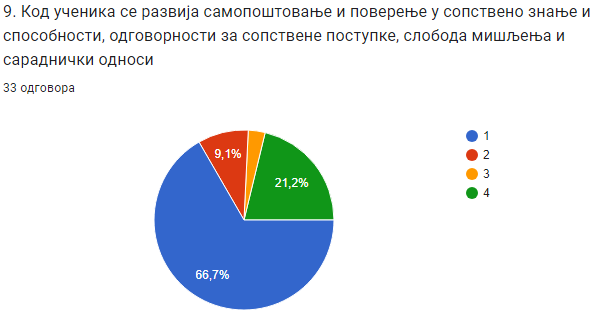 9. Код ученика се развија самопоштовање и поверење у сопствено знање и
способности, одговорности за сопствене поступке, слобода мишљења и
сараднички односи
33 одговора
1
2
3
4
9,1%
21,2%
66,7%